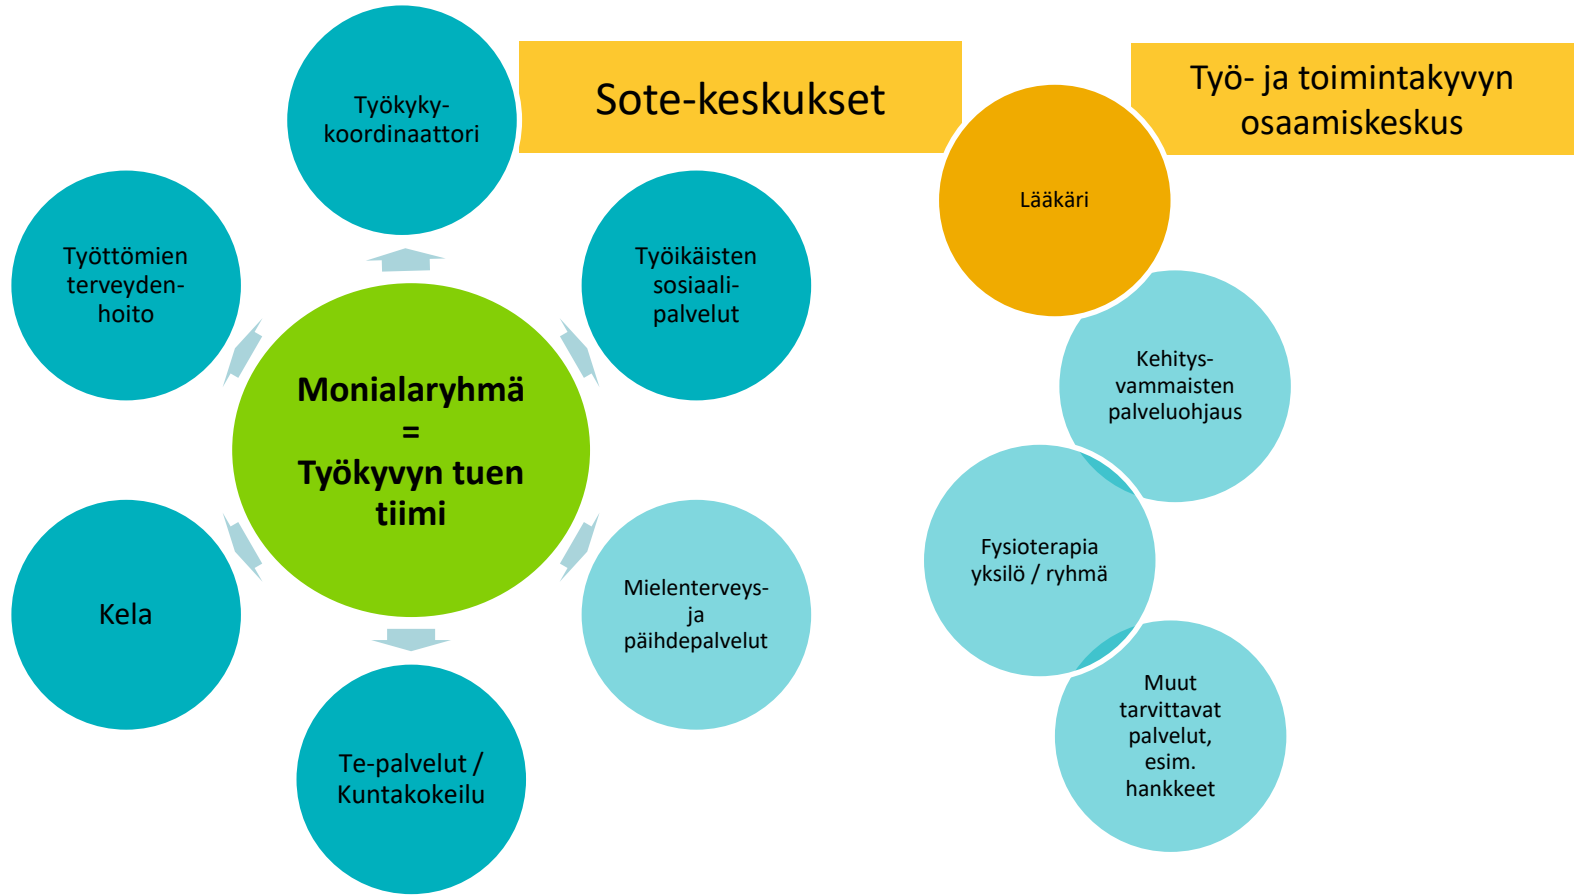 Työkyky-
koordinaattori
Sote-keskukset
Työ- ja toimintakyvyn
osaamiskeskus
Lääkäri
Työttömien
terveyden-
hoito
Työikäisten
sosiaali-
palvelut
Kehitys-
vammaisten
palveluohjaus
Monialaryhmä
=
Työkyvyn tuen
tiimi
Fysioterapia
yksilö / ryhmä
Kela
Mielenterveys-
ja
päihdepalvelut
Muut
tarvittavat
palvelut,
esim.
hankkeet
Te-palvelut /
Kuntakokeilu